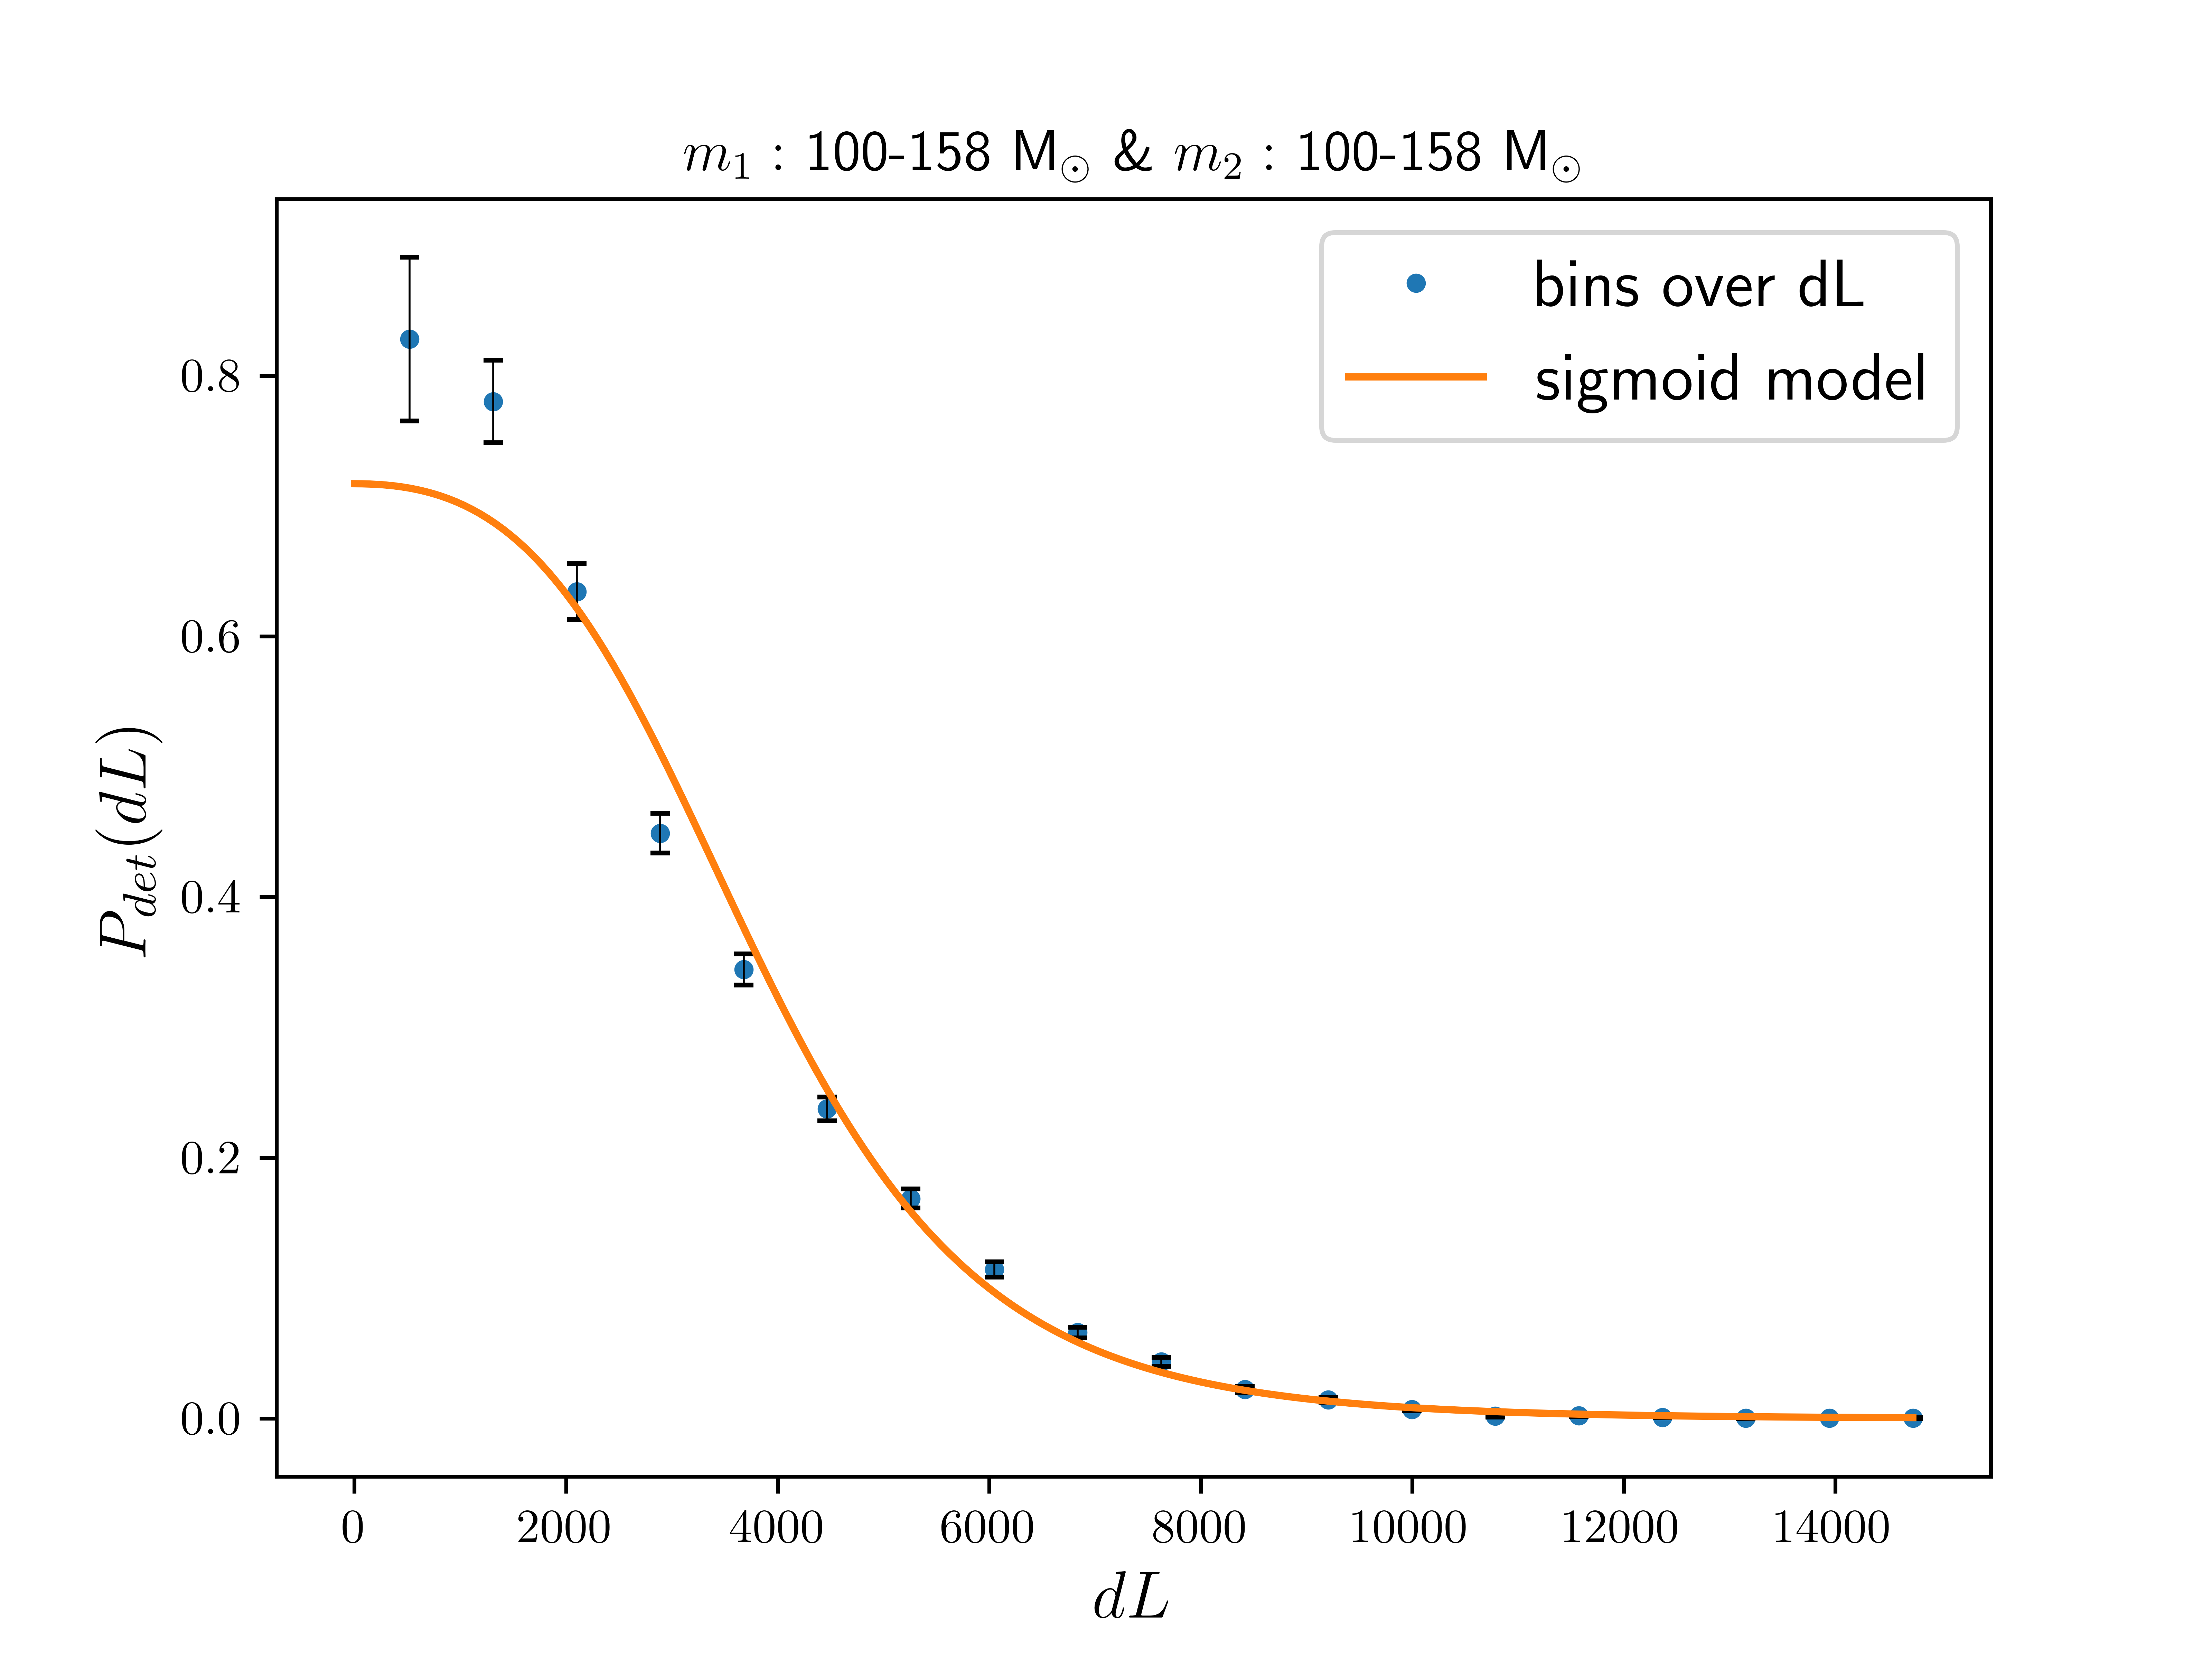 m₁ : 100-158 M⊙ & m₂ : 100-158 M⊙
bins over dL
sigmoid model
P_det(dL)
0.8
0.6
0.4
0.2
0.0
0 2000 4000 6000 8000 10000 12000 14000
dL